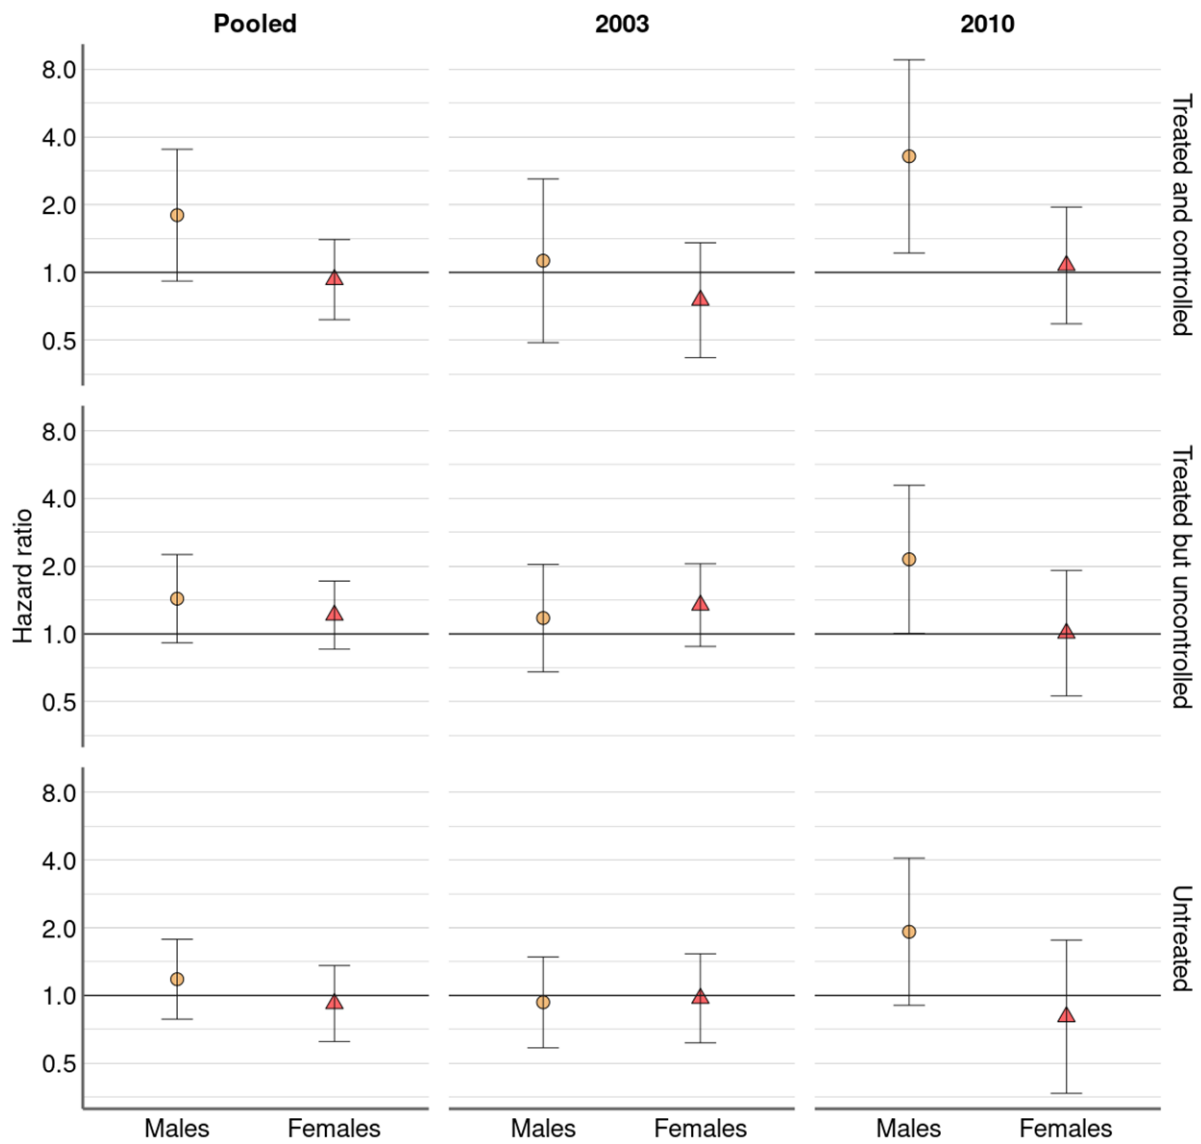 Pooled 2003 2010
8.0
4.0
2.0
1.0
0.5
Treated and controlled
8.0
4.0
2.0
1.0
0.5
Treated but uncontrolled
Hazard ratio
8.0
4.0
2.0
1.0
0.5
Untreated
Males Females Males Females Males Females